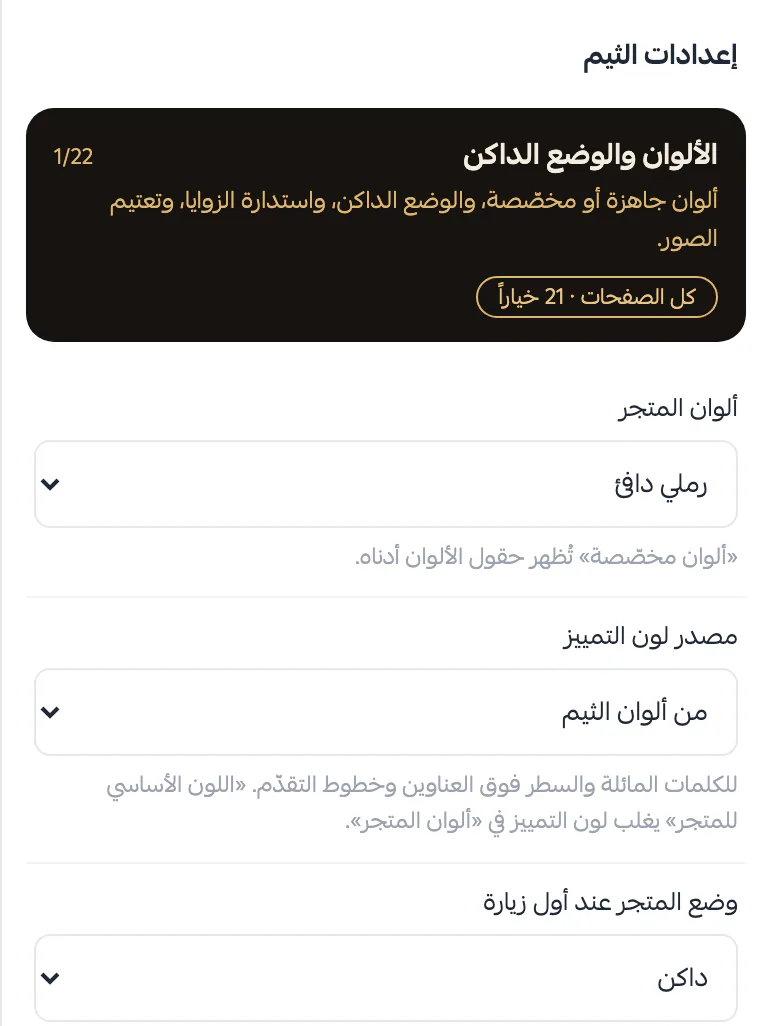 إعدادات الثيم
الألوان والوضع الداكن
1/22
ألوان جاهزة أو مخصّصة، والوضع الداكن، واستدارة الزوايا، وتعتيم
الصور.
كل الصفحات · 21 خياراً
ألوان المتجر
رملي دافئ
«ألوان مخصّصة» تُظهر حقول الألوان أدناه.
مصدر لون التمييز
من ألوان الثيم
للكلمات المائلة والسطر فوق العناوين وخطوط التقدّم. «اللون الأساسي
للمتجر» يغلب لون التمييز في «ألوان المتجر».
وضع المتجر عند أول زيارة
داكن